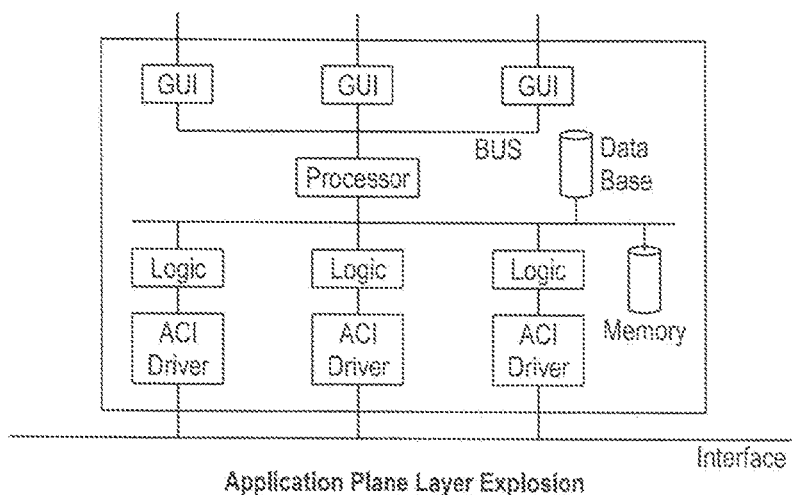 GUI GUI GUI
BUS
Data
Base
Processor
Logic Logic Logic
Memory
ACI
Driver
ACI
Driver
ACI
Driver
Interface
Application Plane Layer Explosion